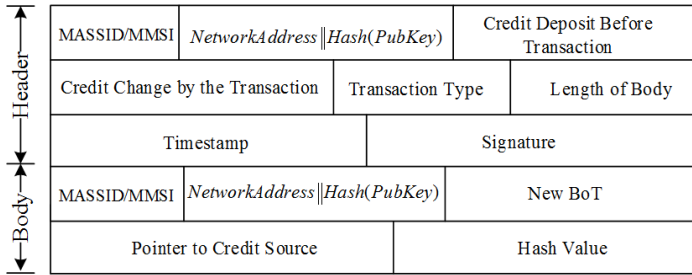 Header
MASSID/MMSI
NetworkAddress||Hash(PubKey)
Credit Deposit Before
Transaction
Credit Change by the Transaction
Transaction Type
Length of Body
Timestamp
Signature
Body
MASSID/MMSI
NetworkAddress||Hash(PubKey)
New BoT
Pointer to Credit Source
Hash Value